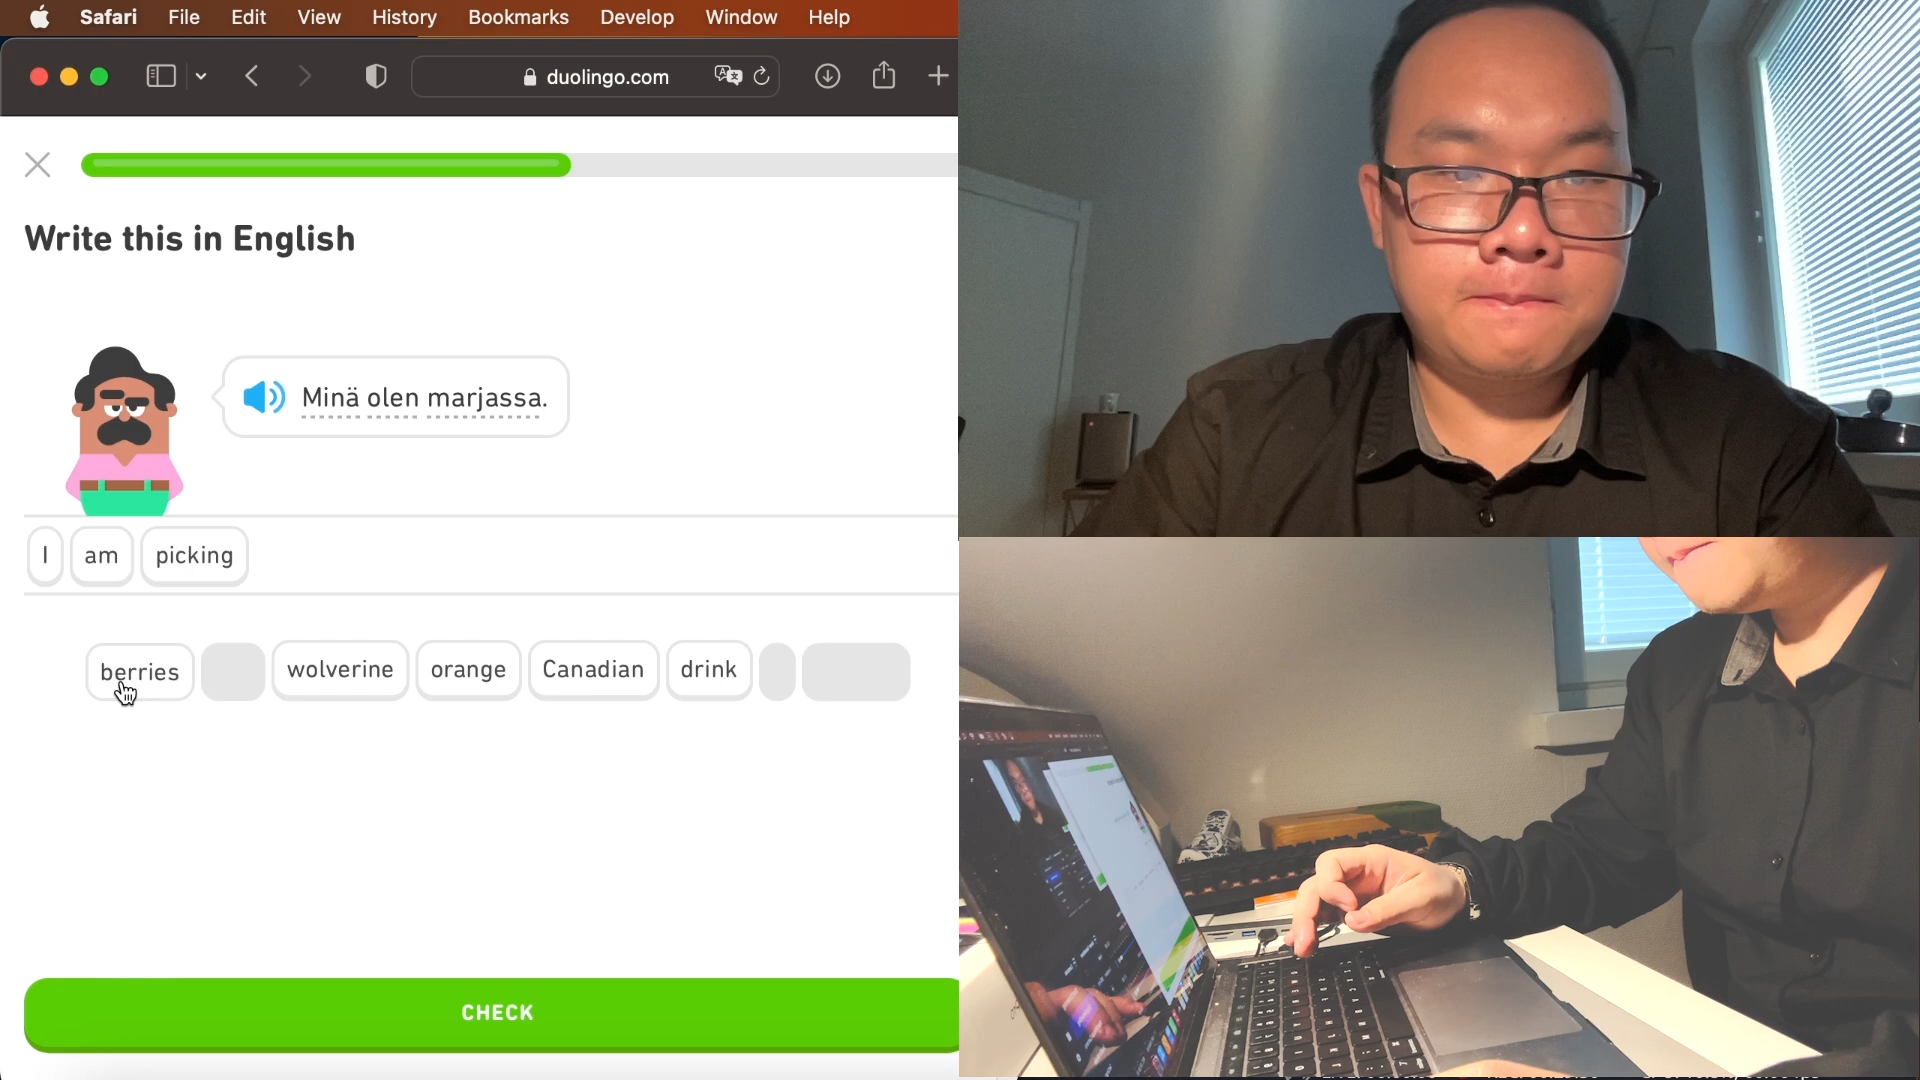 Safari File Edit View History Bookmarks Develop Window Help
duolingo.com
Write this in English
Minä olen marjassa.
I am picking
berries wolverine orange Canadian drink
CHECK